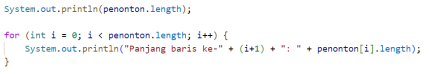 System.out.println(penonton.length);

for (int i = 0; i < penonton.length; i++) {
    System.out.println("Panjang baris ke-" + (i+1) + ": " + penonton[i].length);
}